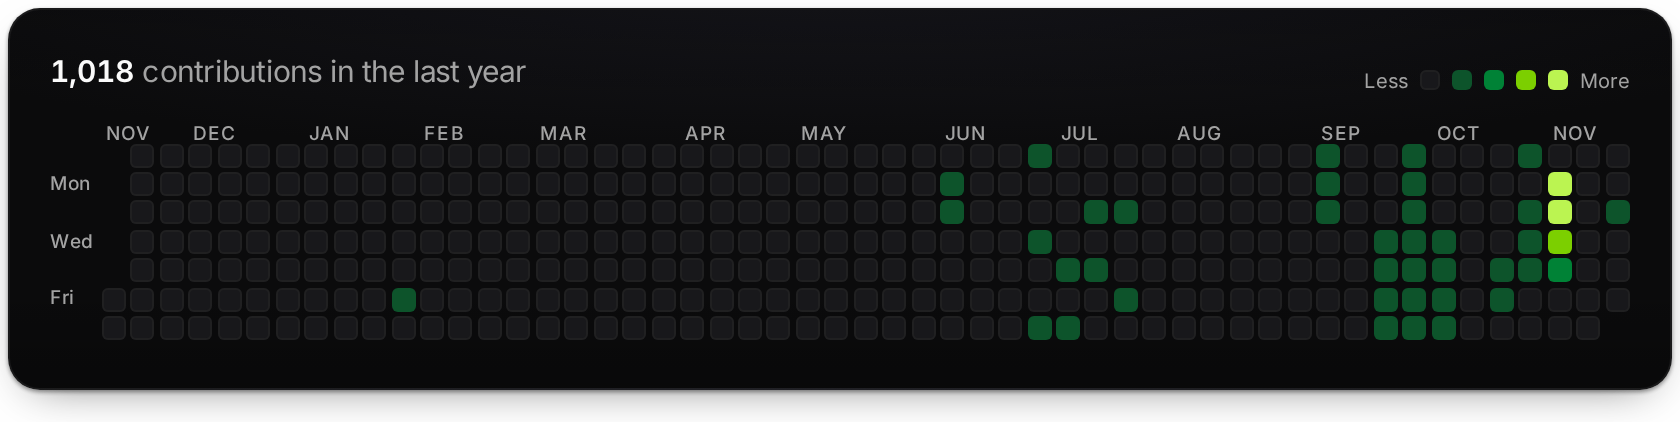 1,018 contributions in the last year
Less More
NOV DEC JAN FEB MAR APR MAY JUN JUL AUG SEP OCT NOV
Mon
Wed
Fri